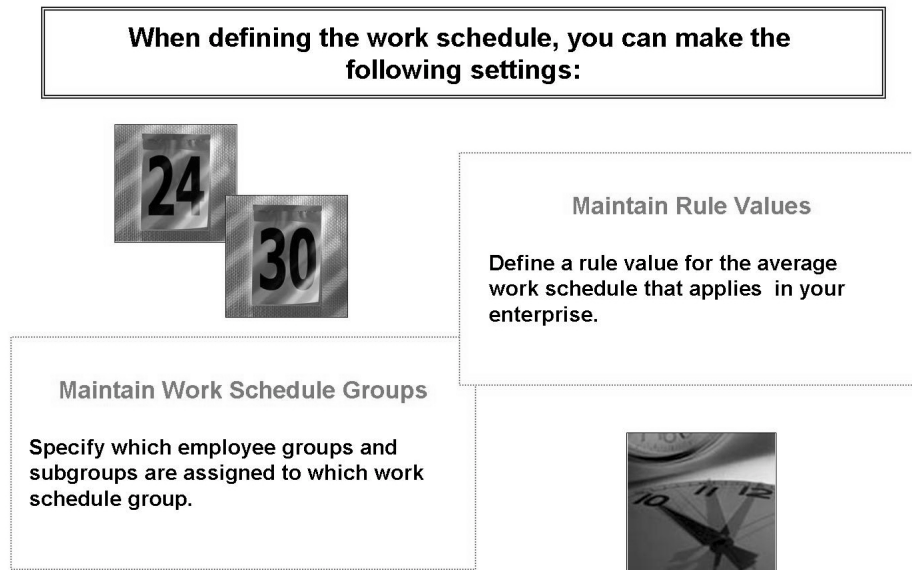 When defining the work schedule, you can make the
following settings:
24
30
Maintain Rule Values
Define a rule value for the average
work schedule that applies in your
enterprise.
Maintain Work Schedule Groups
Specify which employee groups and
subgroups are assigned to which work
schedule group.
10 11 12